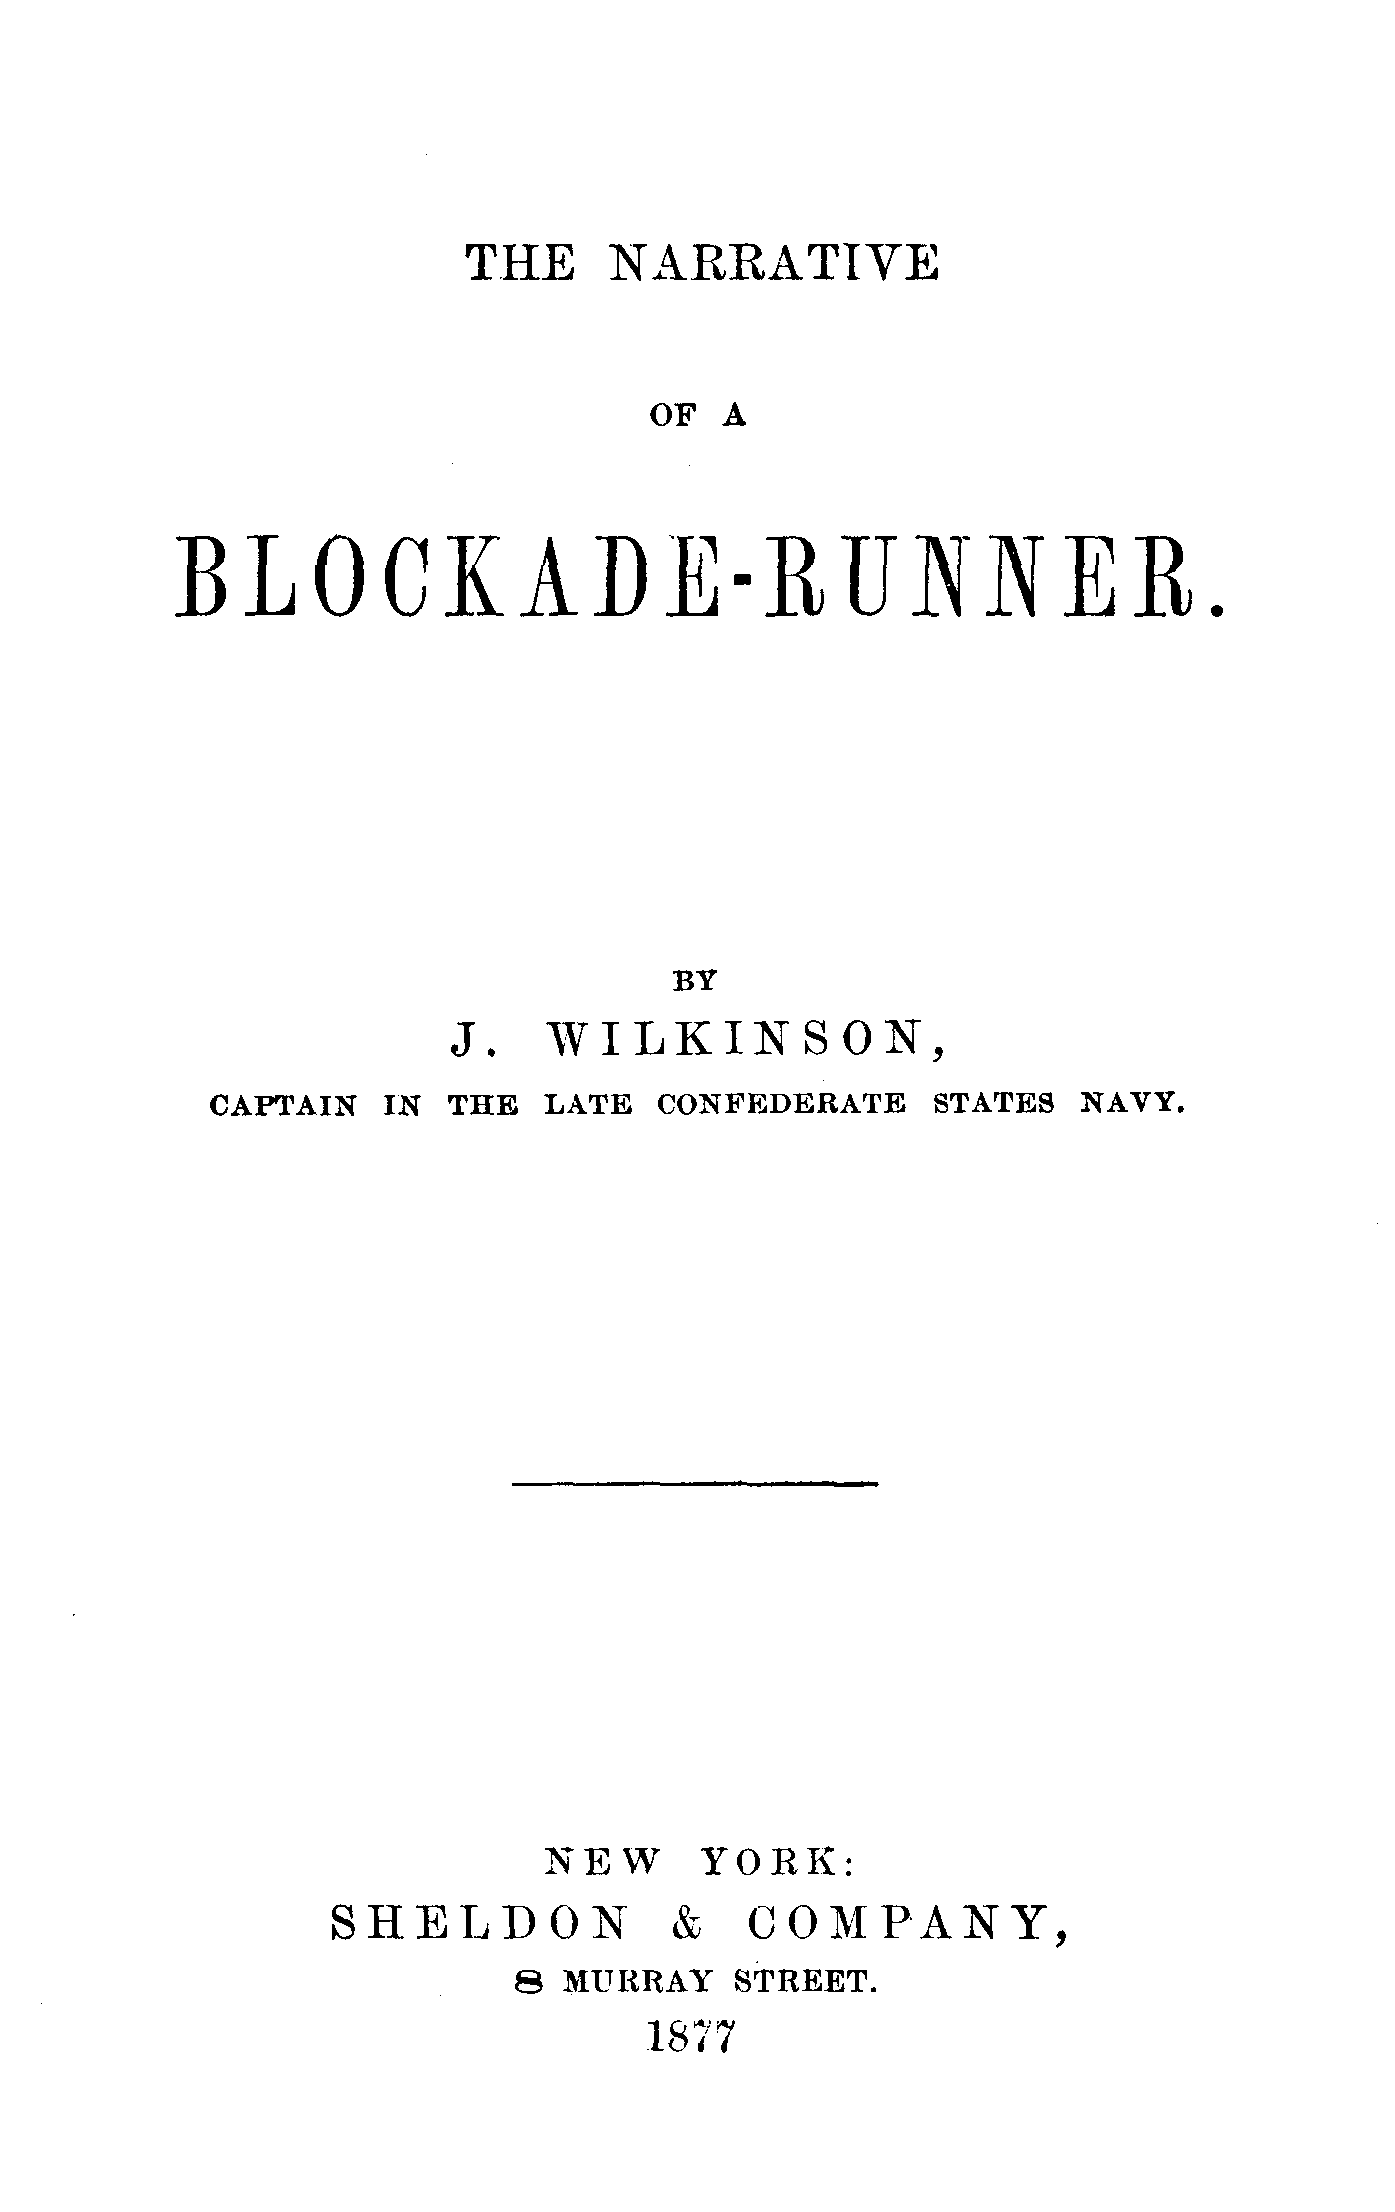 THE NARRATIVE
OF A
BLOCKADE-RUNNER.
BY
J. WILKINSON,
CAPTAIN IN THE LATE CONFEDERATE STATES NAVY.
NEW YORK:
SHELDON & COMPANY,
8 MURRAY STREET.
1877